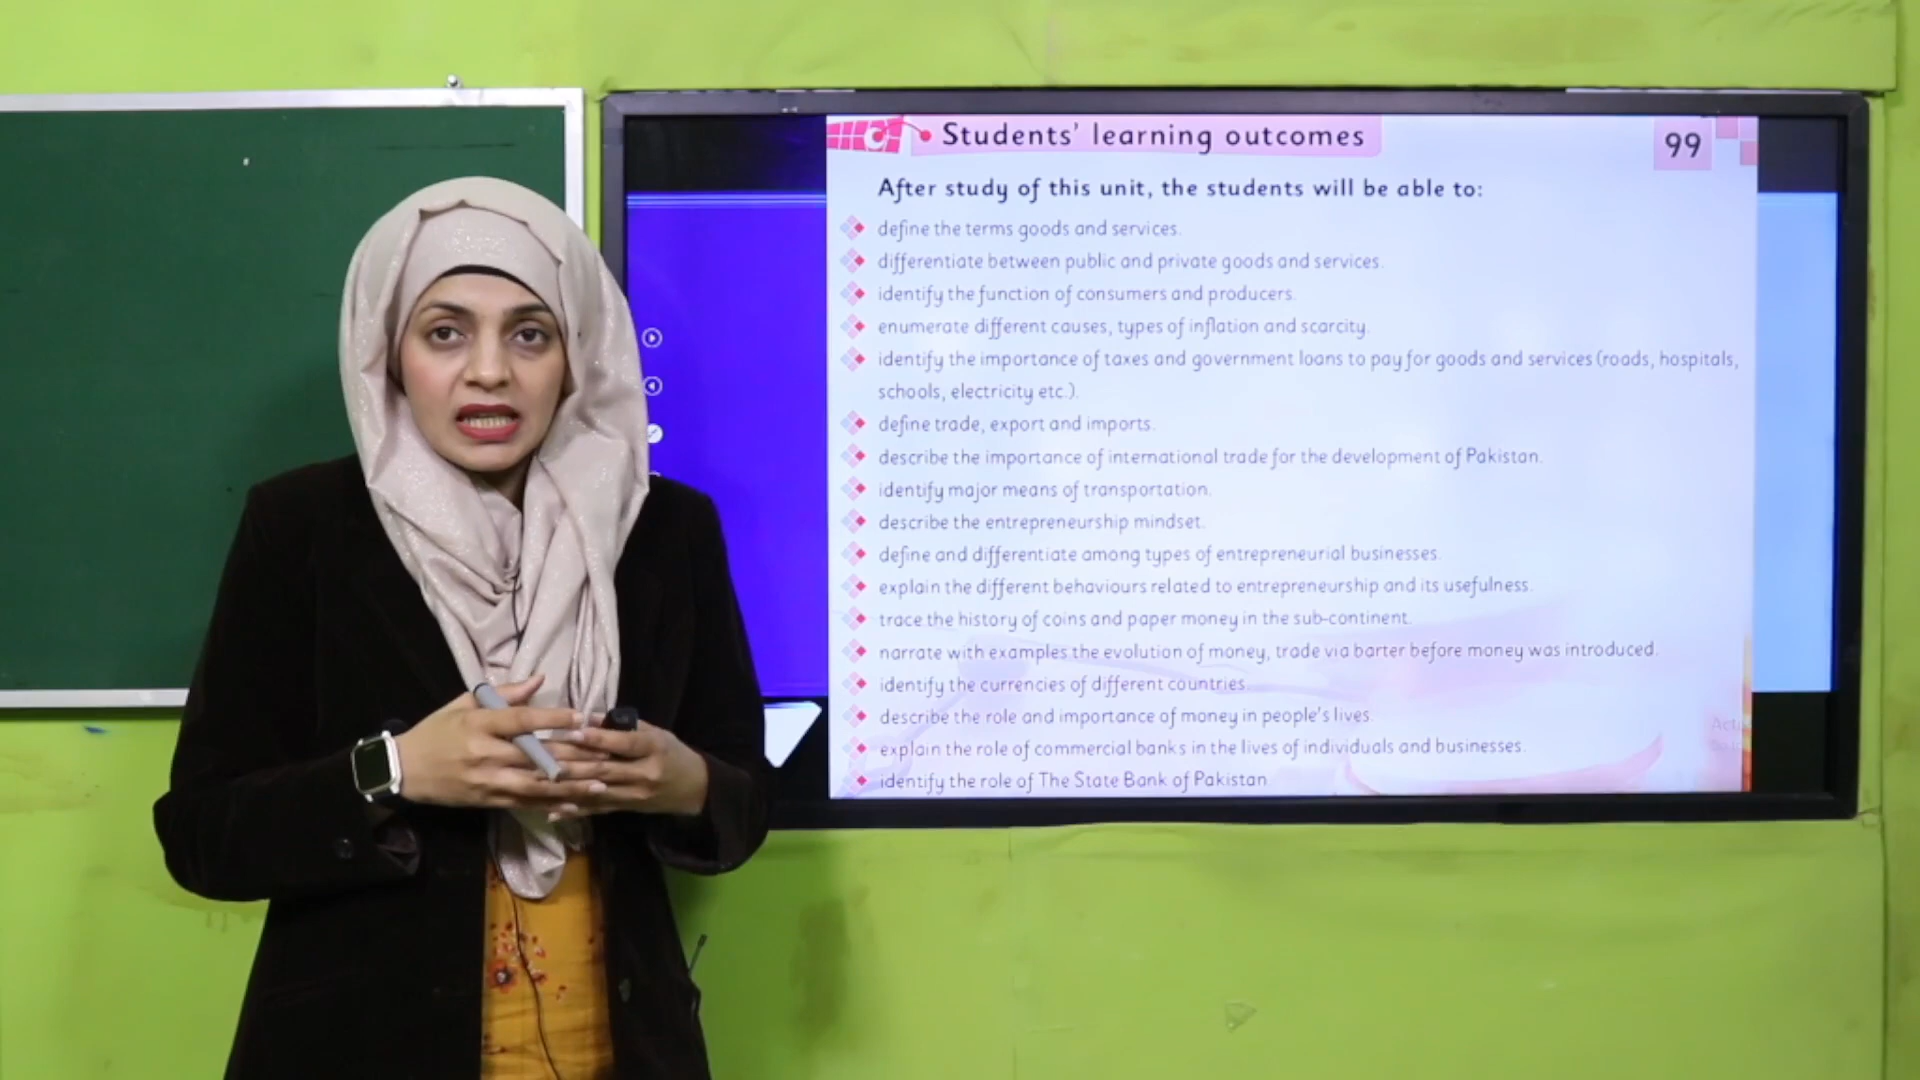 Students' learning outcomes
99
After study of this unit, the students will be able to:
define the terms goods and services.
differentiate between public and private goods and services.
identify the function of consumers and producers.
enumerate different causes, types of inflation and scarcity.
identify the importance of taxes and government loans to pay for goods and services (roads, hospitals,
schools, electricity etc.).
define trade, export and imports.
describe the importance of international trade for the development of Pakistan.
identify major means of transportation.
describe the entrepreneurship mindset.
define and differentiate among types of entrepreneurial businesses.
explain the different behaviours related to entrepreneurship and its usefulness.
trace the history of coins and paper money in the sub-continent.
narrate with examples the evolution of money, trade via barter before money was introduced.
identify the currencies of different countries.
describe the role and importance of money in people's lives.
explain the role of commercial banks in the lives of individuals and businesses.
identify the role of The State Bank of Pakistan